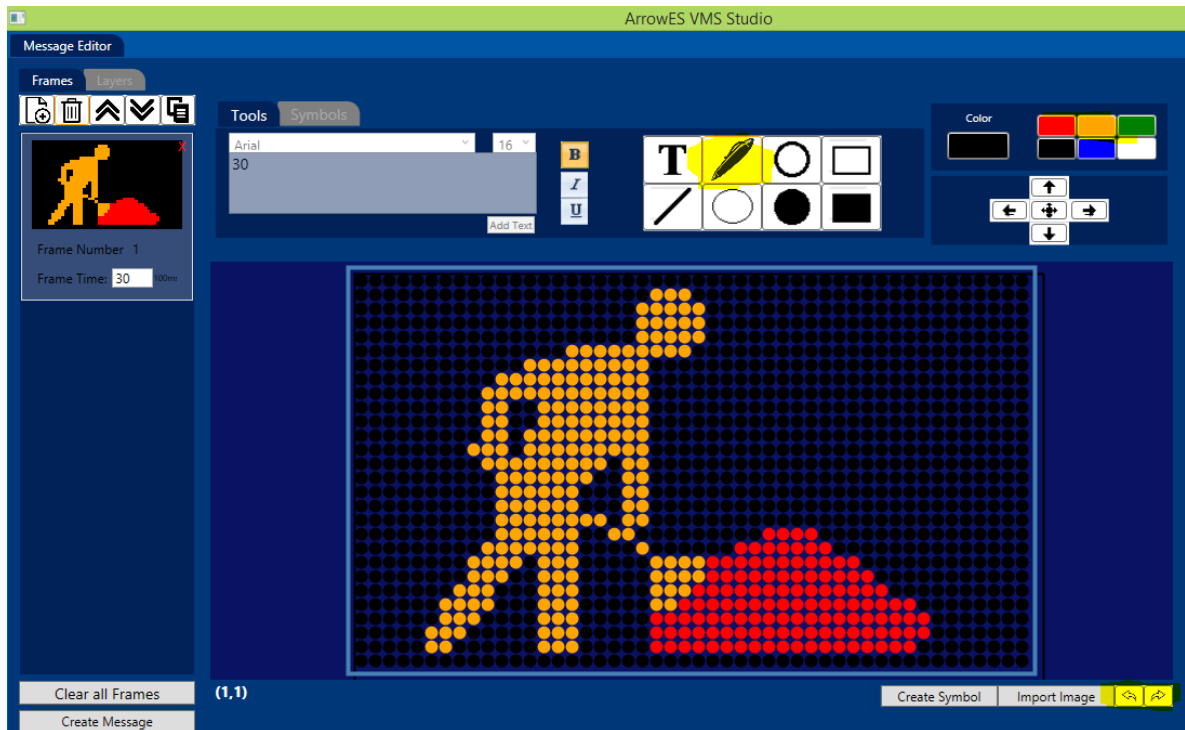 ArrowES VMS Studio
Message Editor
Frames Layers
Tools Symbols
Color
Arial 16
30
B
I
U
T
Add Text
X
Frame Number 1
Frame Time: 30 100ms
Clear all Frames
(1,1)
Create Symbol Import Image
Create Message